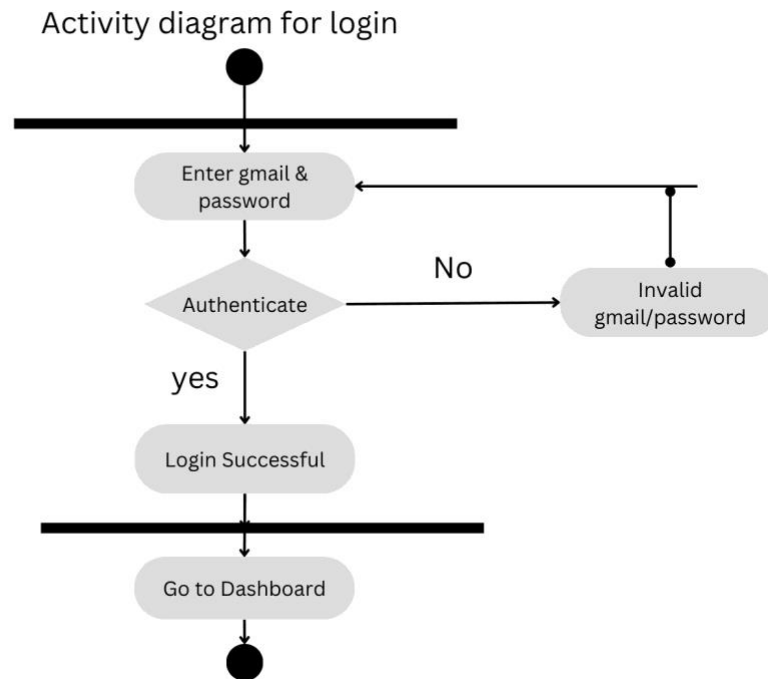 Activity diagram for login
Enter gmail &
password
No
Authenticate
Invalid
gmail/password
yes
Login Successful
Go to Dashboard